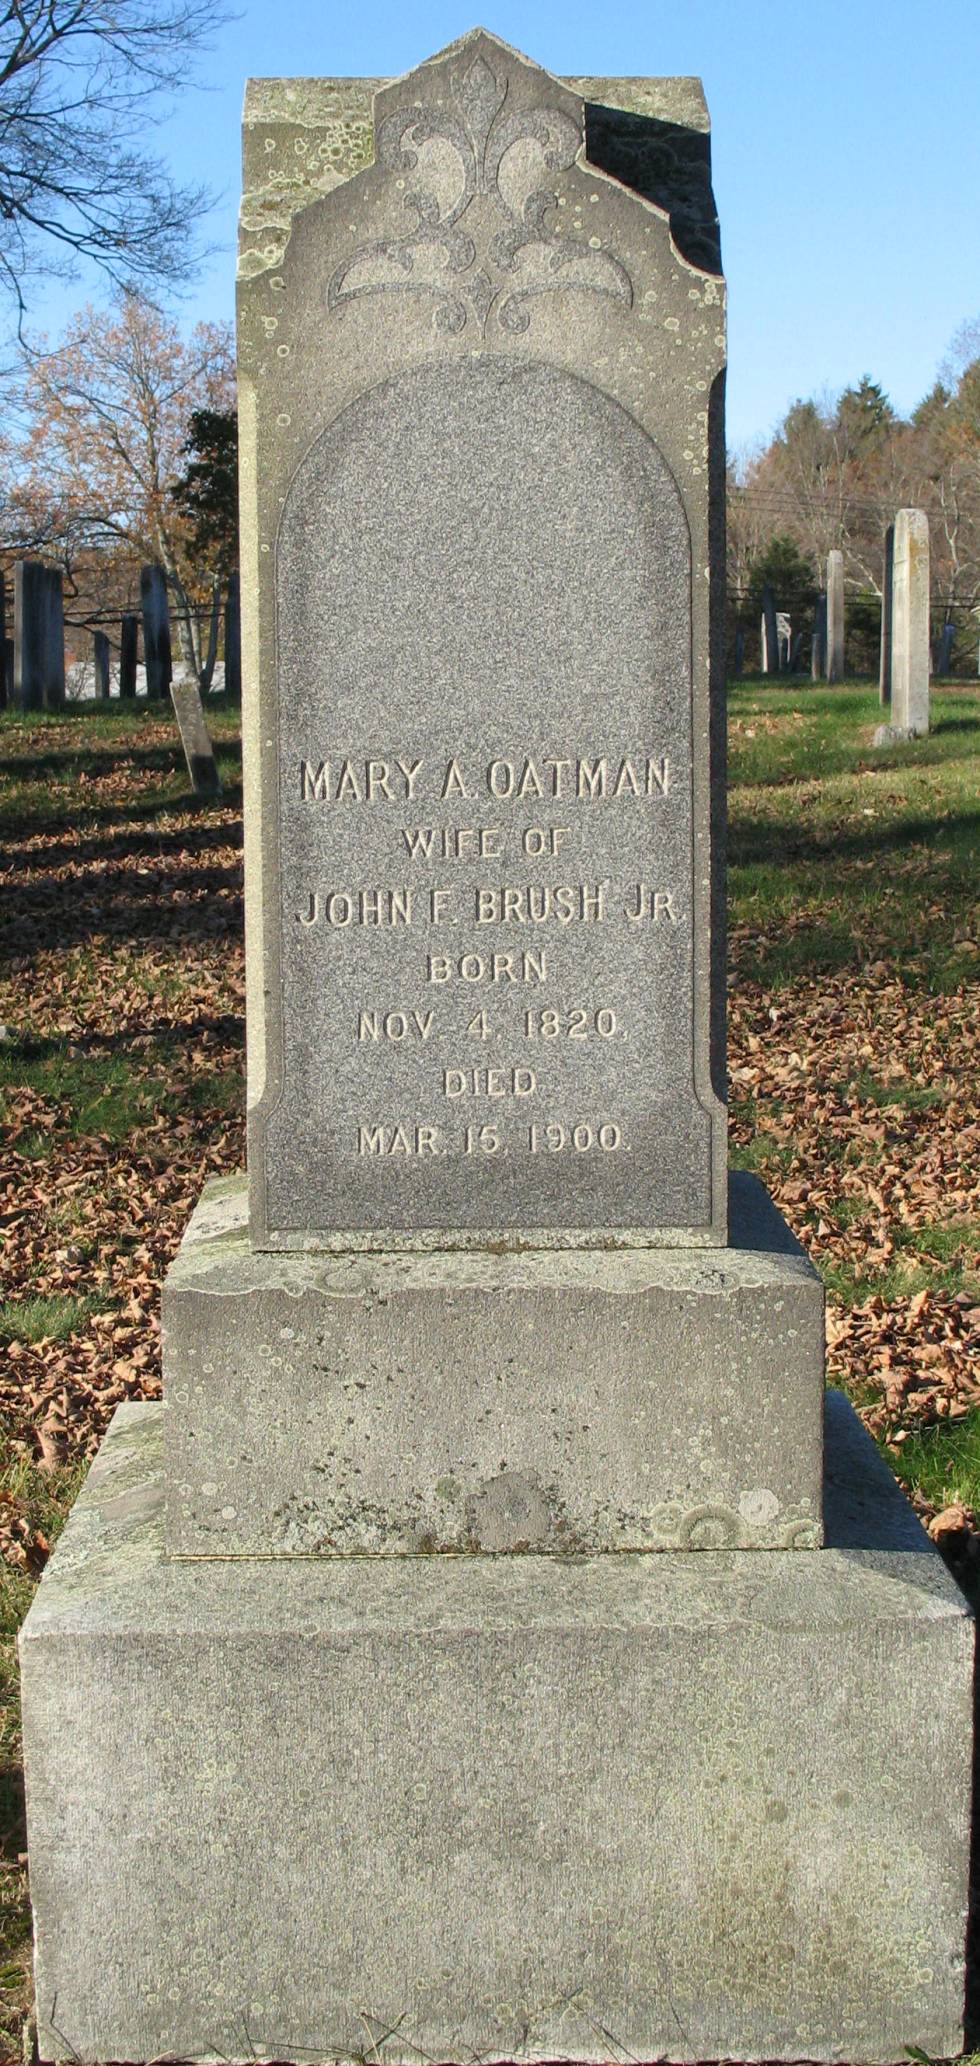 MARY A. OATMAN
WIFE OF
JOHN F. BRUSH JR.
BORN
NOV. 4. 1820.
DIED
MAR. 15. 1900.